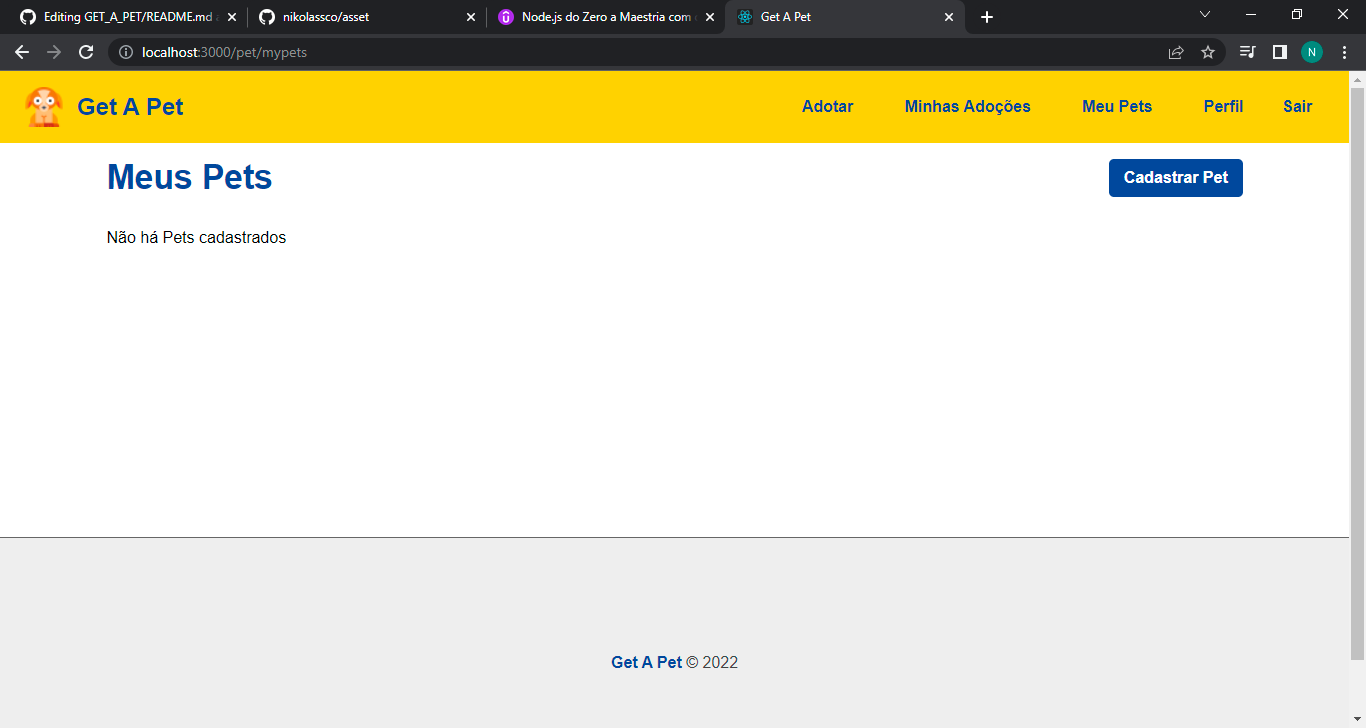 Editing GET_A_PET/README.md
nikolassco/asset
Node.js do Zero a Maestria com
Get A Pet
localhost:3000/pet/mypets
N
Get A Pet
Adotar
Minhas Adoções
Meu Pets
Perfil
Sair
Meus Pets
Cadastrar Pet
Não há Pets cadastrados
Get A Pet © 2022